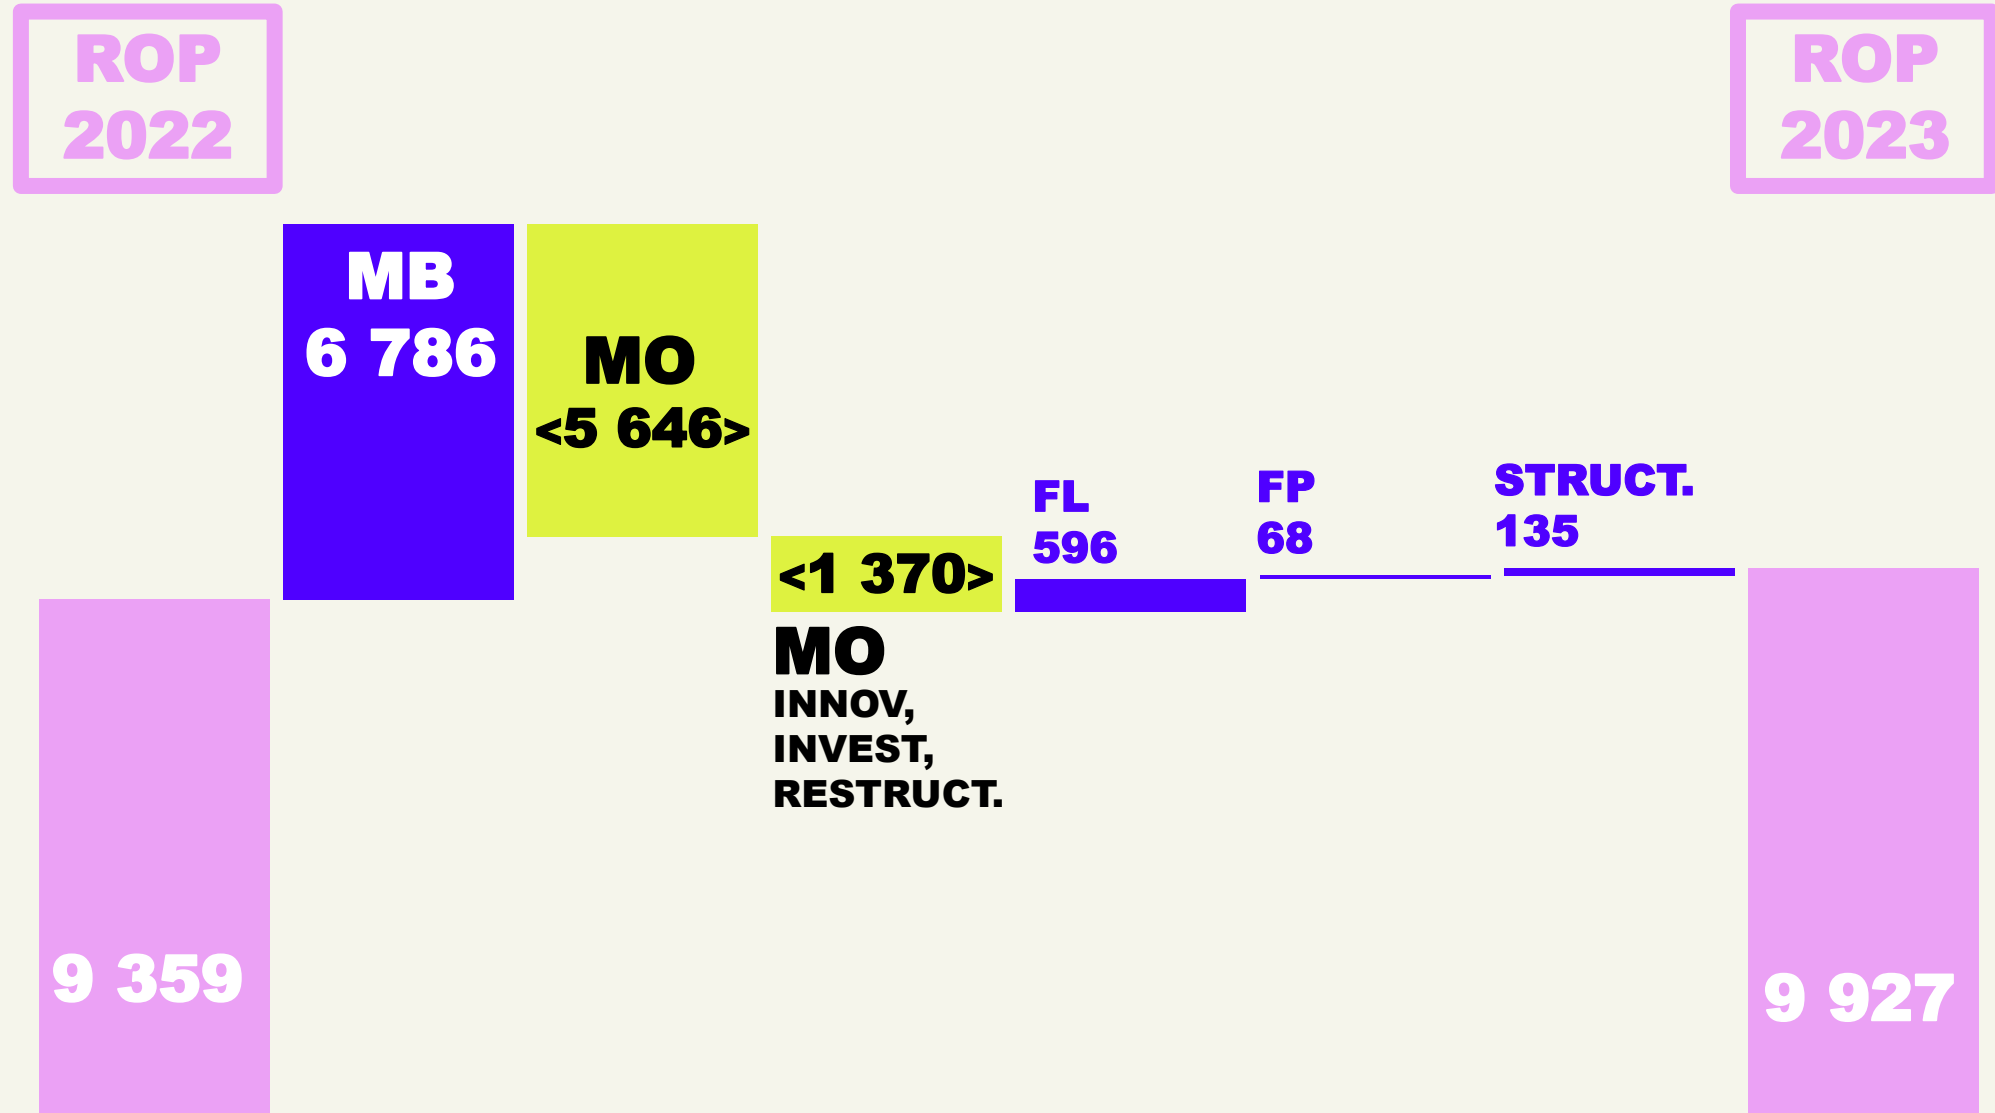 ROP
2022
ROP
2023
MB
6 786
MO
<5 646>
<1 370>
MO
INNOV,
INVEST,
RESTRUCT.
FL
596
FP
68
STRUCT.
135
9 359
9 927